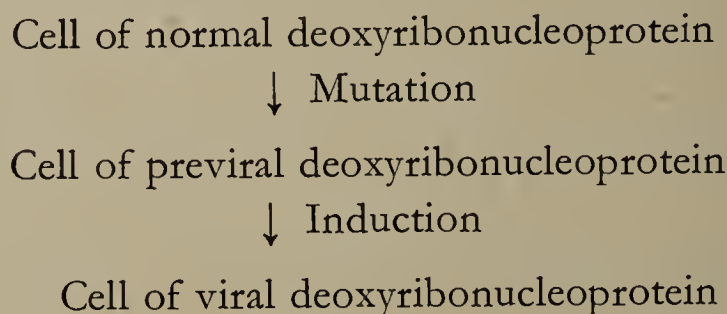 Cell of normal deoxyribonucleoprotein
↓ Mutation
Cell of previral deoxyribonucleoprotein
↓ Induction
Cell of viral deoxyribonucleoprotein